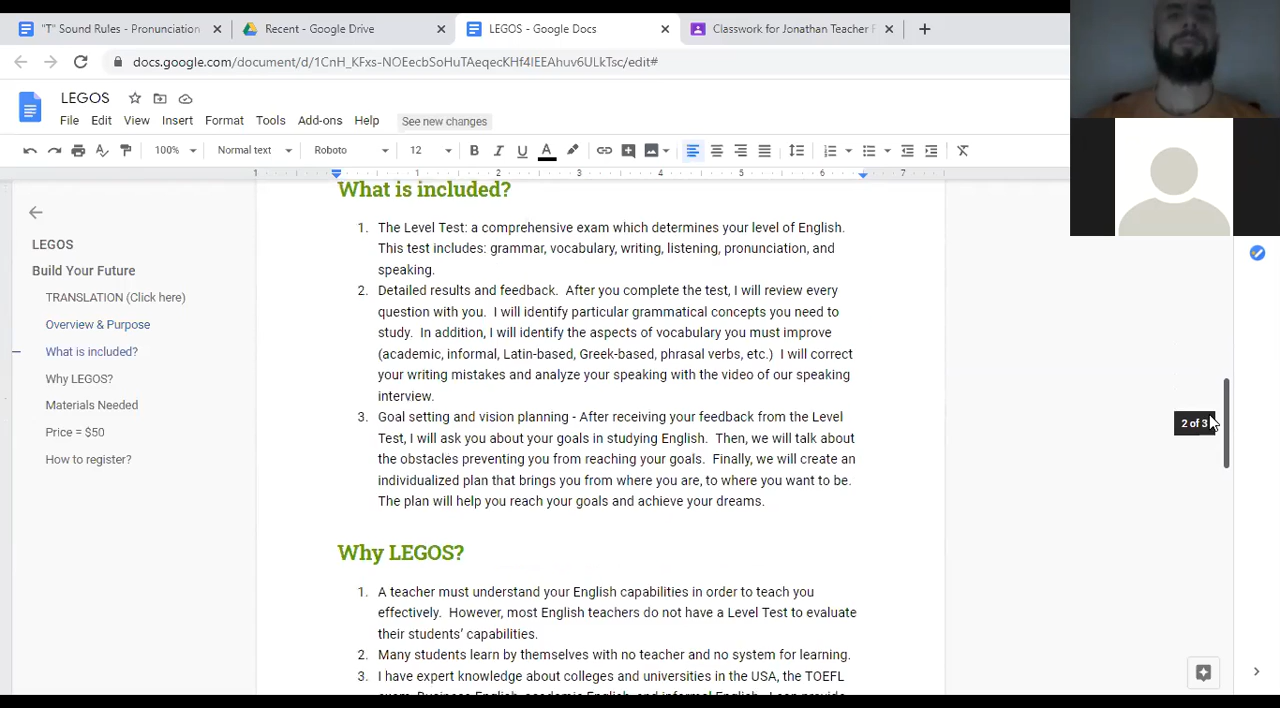 "T" Sound Rules - Pronunciation
Recent - Google Drive
LEGOS - Google Docs
Classwork for Jonathan Teacher F
docs.google.com/document/d/1CnH_KFxs-NOEecbSoHuTAeqecKHf4IEEAhuv6ULkTsc/edit#
LEGOS
File Edit View Insert Format Tools Add-ons Help See new changes
100% Normal text Roboto 12 B I U A
1 1 2 3 4 5 6 7
LEGOS
Build Your Future
TRANSLATION (Click here)
Overview & Purpose
What is included?
Why LEGOS?
Materials Needed
Price = $50
How to register?
What is included?
1. The Level Test: a comprehensive exam which determines your level of English.
This test includes: grammar, vocabulary, writing, listening, pronunciation, and
speaking.
2. Detailed results and feedback. After you complete the test, I will review every
question with you. I will identify particular grammatical concepts you need to
study. In addition, I will identify the aspects of vocabulary you must improve
(academic, informal, Latin-based, Greek-based, phrasal verbs, etc.) I will correct
your writing mistakes and analyze your speaking with the video of our speaking
interview.
3. Goal setting and vision planning - After receiving your feedback from the Level
Test, I will ask you about your goals in studying English. Then, we will talk about
the obstacles preventing you from reaching your goals. Finally, we will create an
individualized plan that brings you from where you are, to where you want to be.
The plan will help you reach your goals and achieve your dreams.
Why LEGOS?
1. A teacher must understand your English capabilities in order to teach you
effectively. However, most English teachers do not have a Level Test to evaluate
their students' capabilities.
2. Many students learn by themselves with no teacher and no system for learning.
3. I have expert knowledge about colleges and universities in the USA, the TOEFL
2 of 3